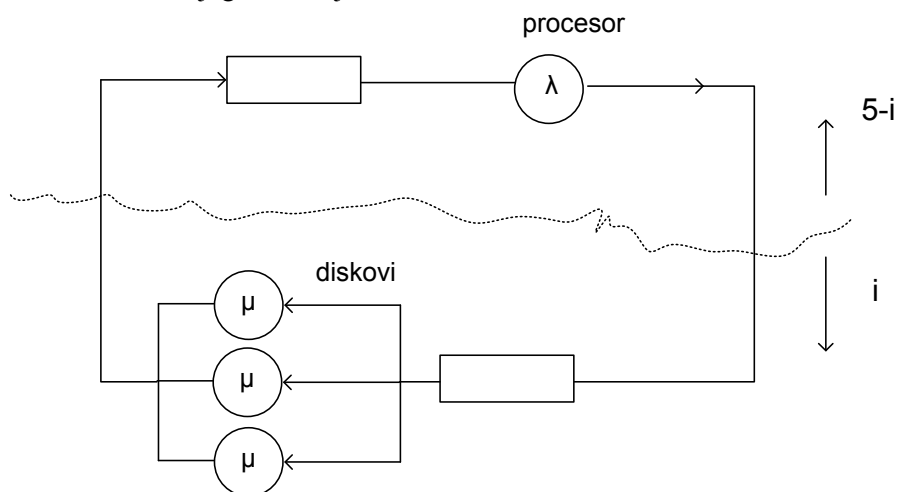 procesor
λ
5-i
diskovi
i
μ
μ
μ